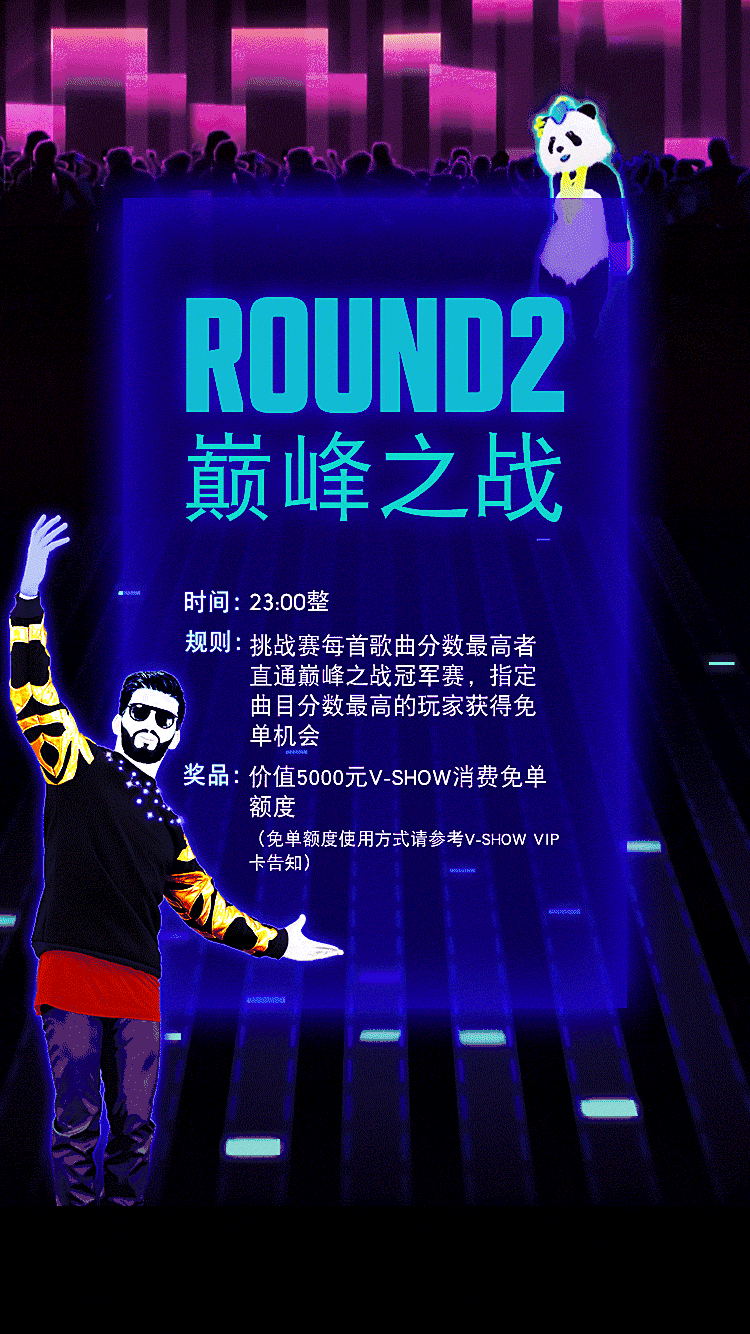 ROUND2
巅峰之战
时间：23:00整
规则：挑战赛每首歌曲分数最高者
直通巅峰之战冠军赛，指定
曲目分数最高的玩家获得免
单机会
奖品：价值5000元V-SHOW消费免单
额度
（免单额度使用方式请参考V-SHOW VIP
卡告知）